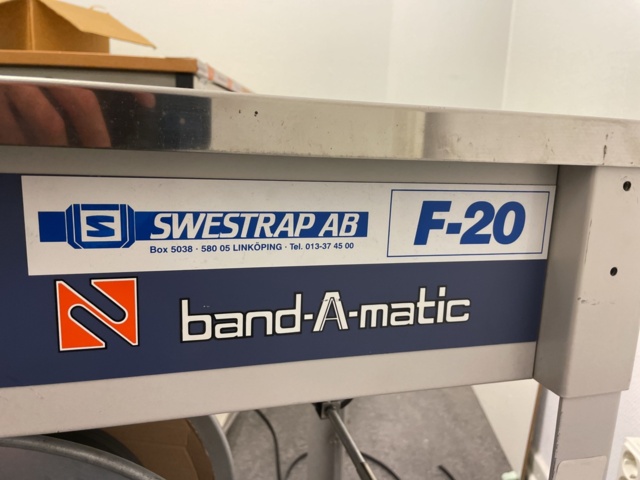 S SWESTRAP AB F-20
Box 5038 · 580 05 LINKÖPING · Tel. 013-37 45 00
band-A-matic